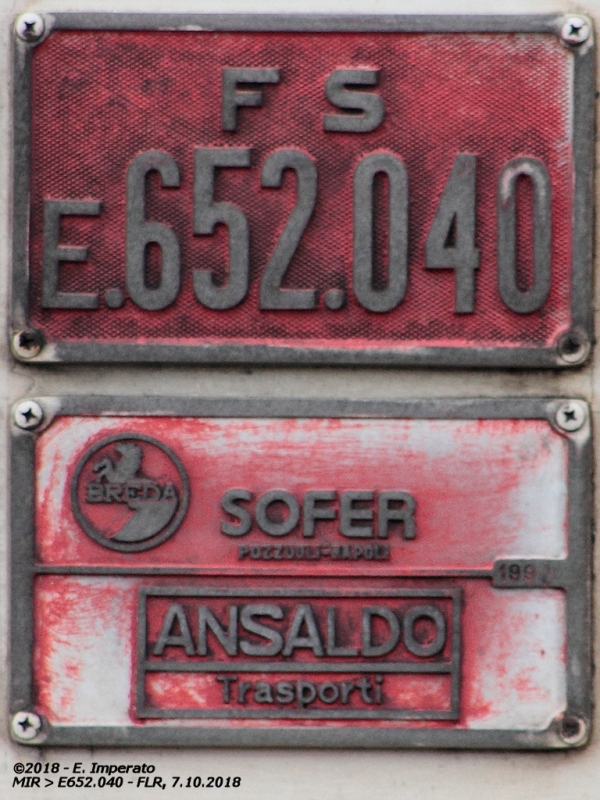 F S
E.652.040
BREDA
SOFER
POZZUOLI-NAPOLI
ANSALDO
Trasporti
©2018 - E. Imperato
MIR > E652.040 - FLR, 7.10.2018